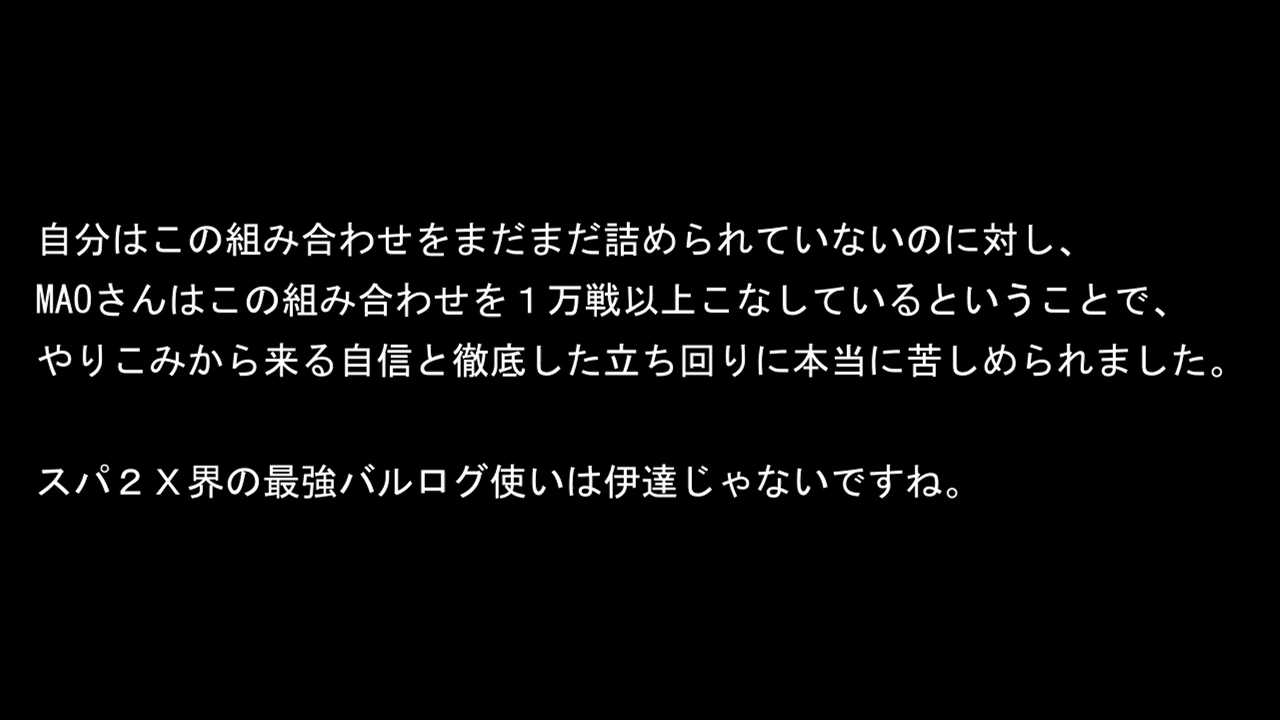 自分はこの組み合わせをまだまだ詰められていないのに対し、
MAOさんはこの組み合わせを１万戦以上こなしているということで、
やりこみから来る自信と徹底した立ち回りに本当に苦しめられました。
スパ２Ｘ界の最強バルログ使いは伊達じゃないですね。